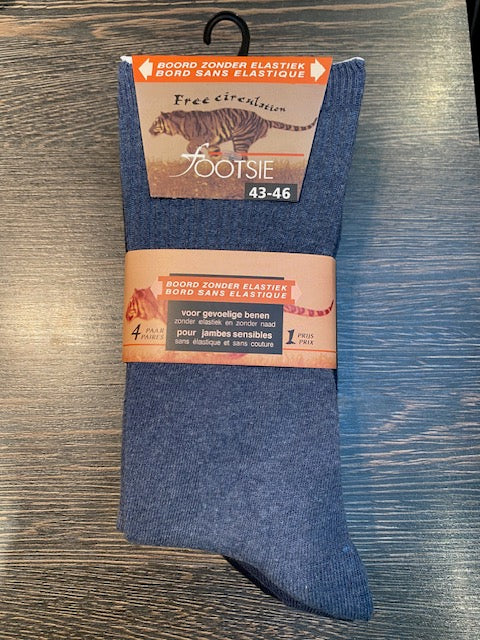 BOORD ZONDER ELASTIEK
BORD SANS ELASTIQUE
Free circulation
fOOTSIE
43-46
BOORD ZONDER ELASTIEK
BORD SANS ELASTIQUE
voor gevoelige benen
zonder elastiek en zonder naad
pour jambes sensibles
sans élastique et sans couture
4 PAAR
PAIRES
1 PRIJS
PRIX